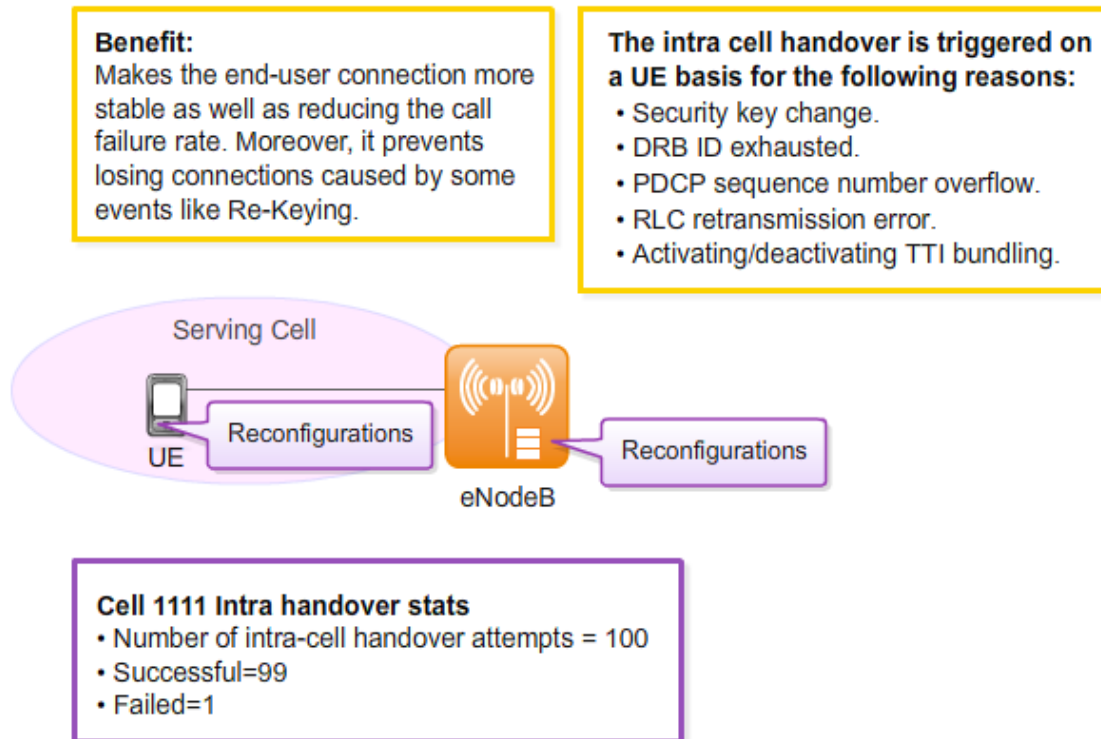 Benefit:
Makes the end-user connection more
stable as well as reducing the call
failure rate. Moreover, it prevents
losing connections caused by some
events like Re-Keying.
The intra cell handover is triggered on
a UE basis for the following reasons:
• Security key change.
• DRB ID exhausted.
• PDCP sequence number overflow.
• RLC retransmission error.
• Activating/deactivating TTI bundling.
Serving Cell
Reconfigurations
UE
Reconfigurations
eNodeB
Cell 1111 Intra handover stats
• Number of intra-cell handover attempts = 100
• Successful=99
• Failed=1